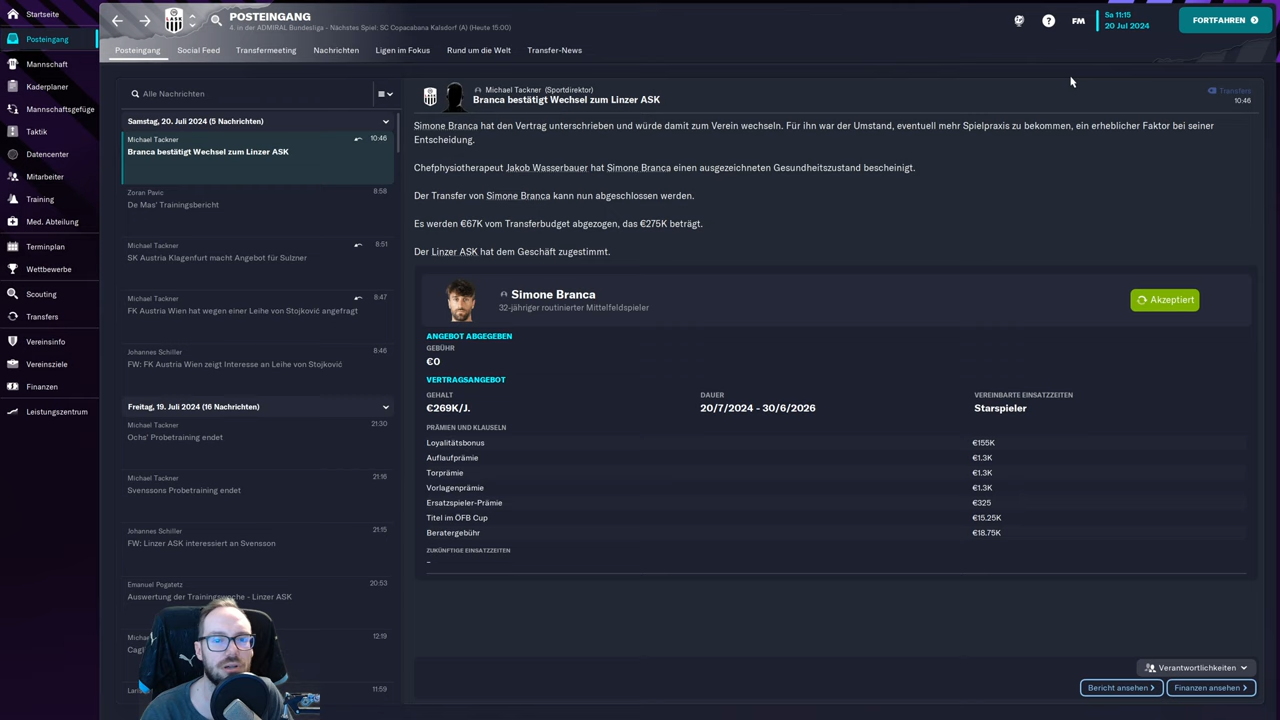 Startseite
Posteingang
Mannschaft
Kaderplaner
Mannschaftsgefüge
Taktik
Datencenter
Mitarbeiter
Training
Med. Abteilung
Terminplan
Wettbewerbe
Scouting
Transfers
Vereinsinfo
Vereinsziele
Finanzen
Leistungszentrum
POSTEINGANG
4. in der ADMIRAL Bundesliga - Nächstes Spiel: SC Copacabana Kalsdorf (A) (Heute 15:00)
FM
Sa 11:15
20 Jul 2024
FORTFAHREN
Posteingang
Social Feed
Transfermeeting
Nachrichten
Ligen im Fokus
Rund um die Welt
Transfer-News
Alle Nachrichten
Samstag, 20. Juli 2024 (5 Nachrichten)
Michael Tackner 10:46
Branca bestätigt Wechsel zum Linzer ASK
Zoran Pavic 8:58
De Mas' Trainingsbericht
Michael Tackner 8:51
SK Austria Klagenfurt macht Angebot für Sulzner
Michael Tackner 8:47
FK Austria Wien hat wegen einer Leihe von Stojković angefragt
Johannes Schiller 8:46
FW: FK Austria Wien zeigt Interesse an Leihe von Stojković
Freitag, 19. Juli 2024 (16 Nachrichten)
Michael Tackner 21:30
Ochs' Probetraining endet
Michael Tackner 21:16
Svenssons Probetraining endet
Johannes Schiller 21:15
FW: Linzer ASK interessiert an Svensson
Emanuel Pogatetz 20:53
Auswertung der Trainingswoche - Linzer ASK
12:19
11:59
Michael Tackner (Sportdirektor)
Branca bestätigt Wechsel zum Linzer ASK
Transfers
10:46
Simone Branca hat den Vertrag unterschrieben und würde damit zum Verein wechseln. Für ihn war der Umstand, eventuell mehr Spielpraxis zu bekommen, ein erheblicher Faktor bei seiner
Entscheidung.
Chefphysiotherapeut Jakob Wasserbauer hat Simone Branca einen ausgezeichneten Gesundheitszustand bescheinigt.
Der Transfer von Simone Branca kann nun abgeschlossen werden.
Es werden €67K vom Transferbudget abgezogen, das €275K beträgt.
Der Linzer ASK hat dem Geschäft zugestimmt.
Simone Branca
32-jähriger routinierter Mittelfeldspieler
Akzeptiert
ANGEBOT ABGEGEBEN
GEBÜHR
€0
VERTRAGSANGEBOT
GEHALT DAUER VEREINBARTE EINSATZZEITEN
€269K/J. 20/7/2024 - 30/6/2026 Starspieler
PRÄMIEN UND KLAUSELN
Loyalitätsbonus €155K
Auflaufprämie €1.3K
Torprämie €1.3K
Vorlagenprämie €1.3K
Ersatzspieler-Prämie €325
Titel im ÖFB Cup €15.25K
Beratergebühr €18.75K
ZUKÜNFTIGE EINSATZZEITEN
-
Verantwortlichkeiten
Bericht ansehen
Finanzen ansehen